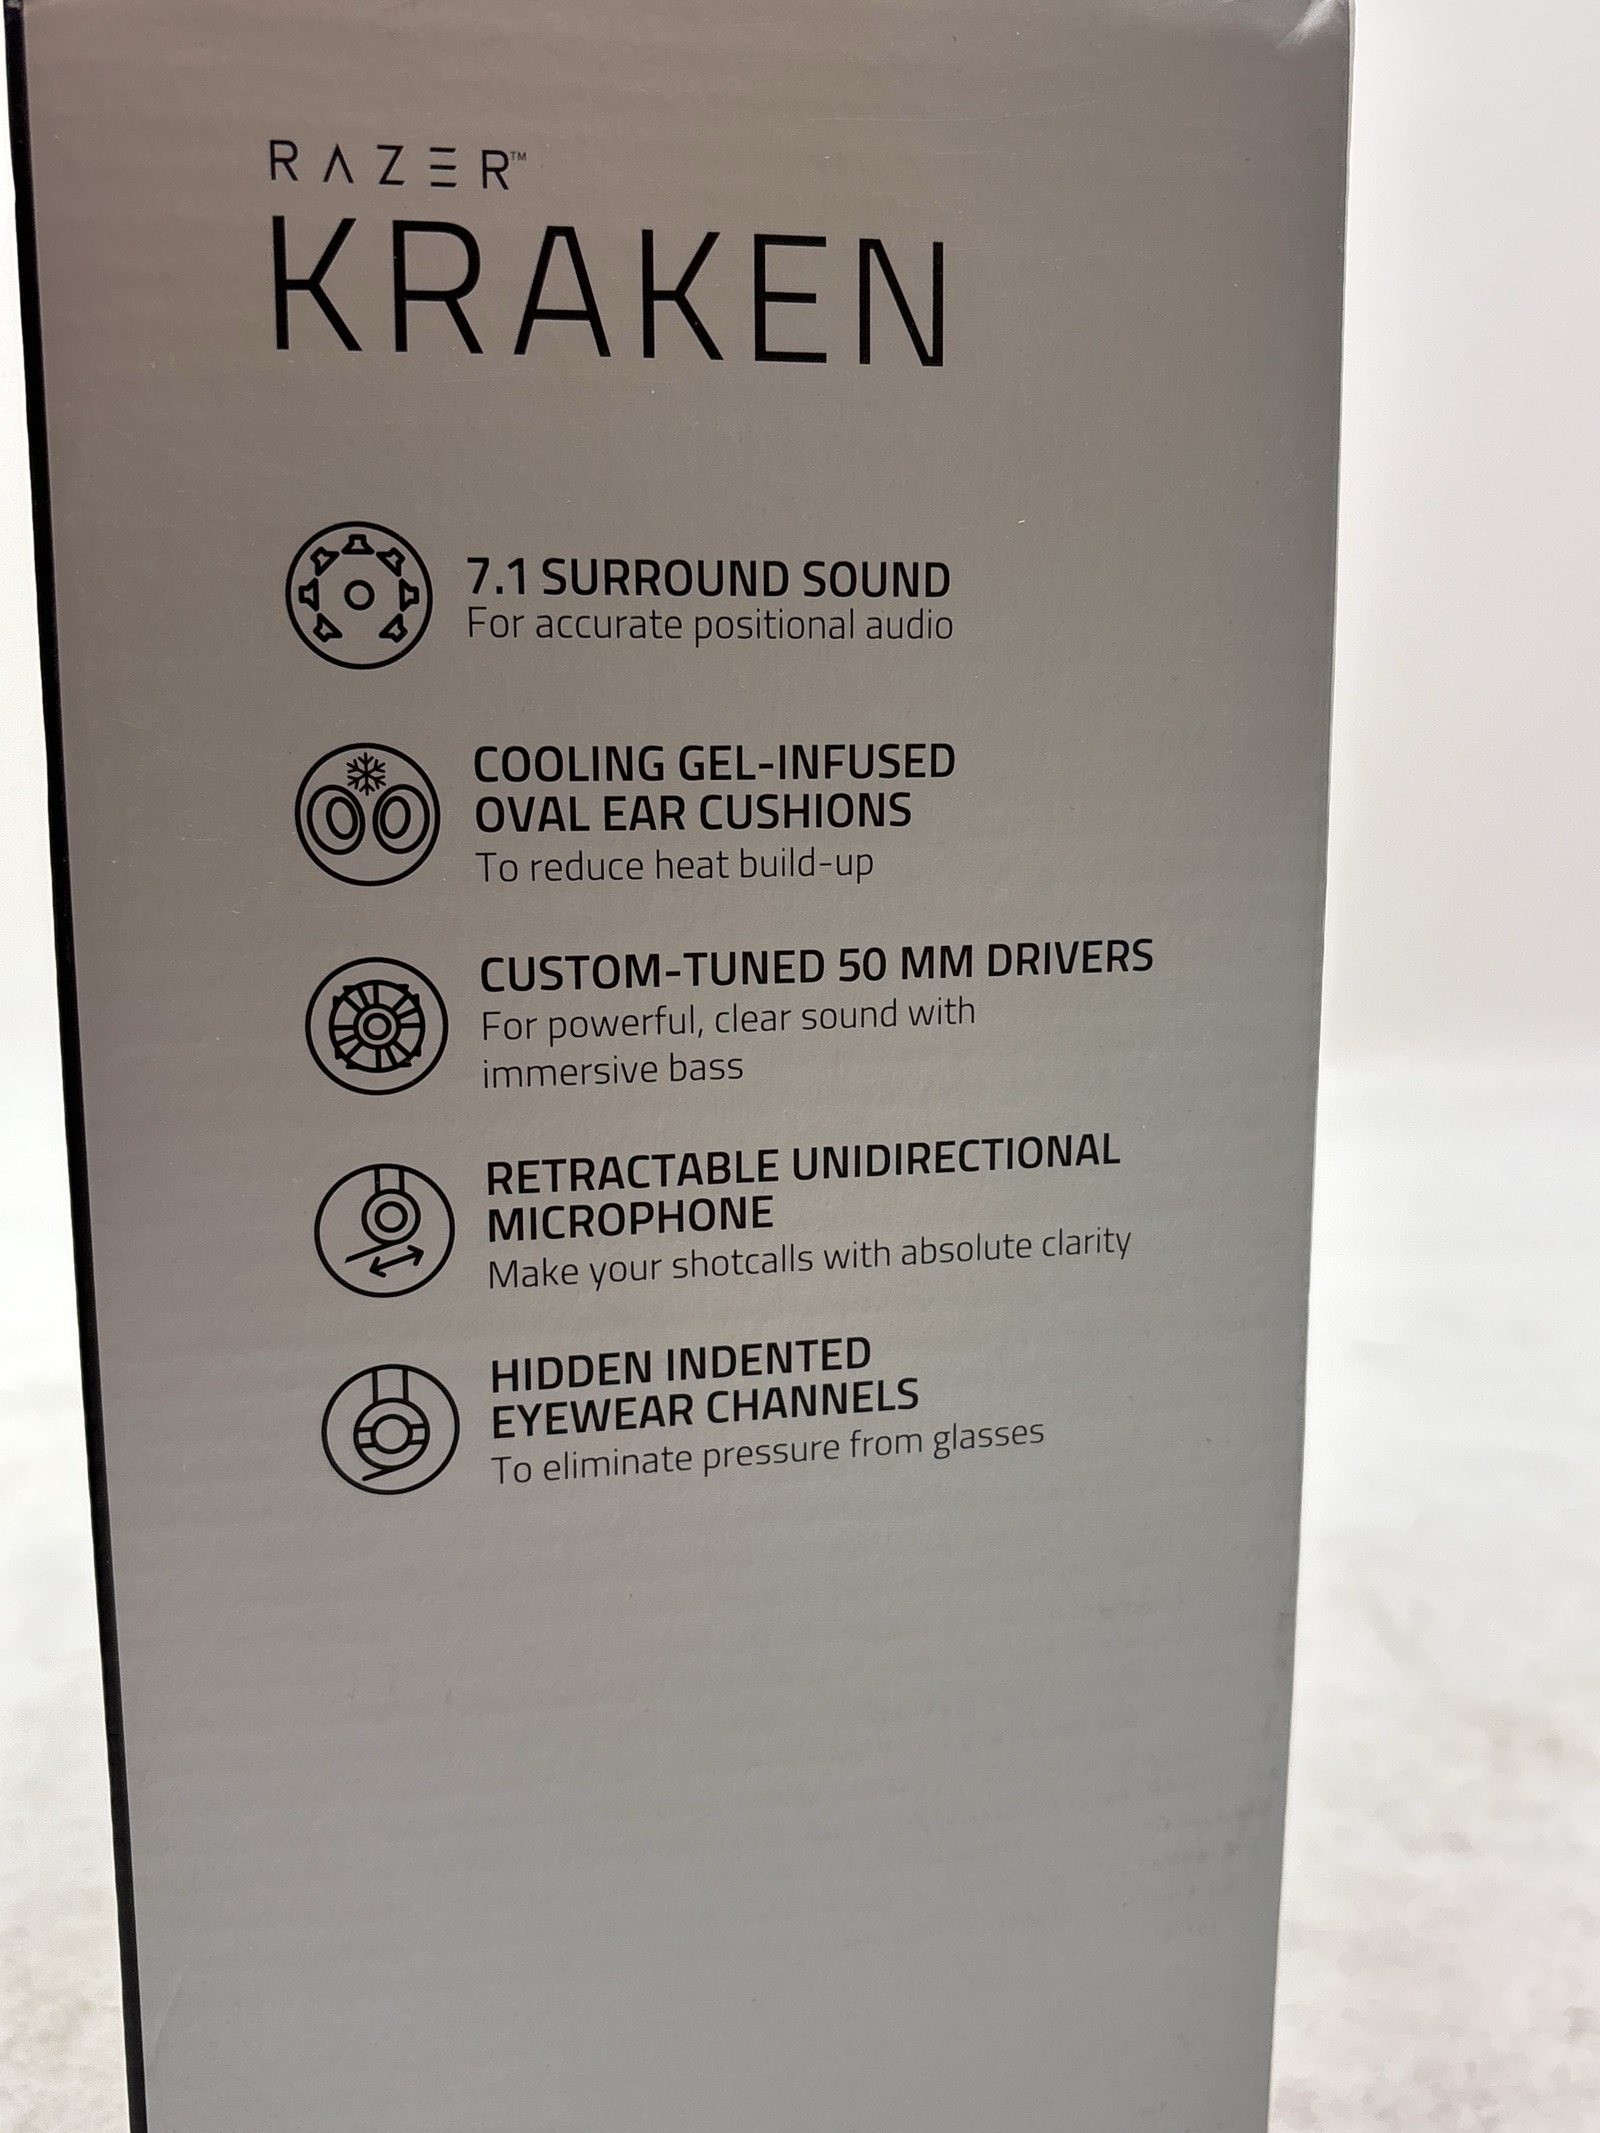 RAZER™
KRAKEN
7.1 SURROUND SOUND
For accurate positional audio
COOLING GEL-INFUSED
OVAL EAR CUSHIONS
To reduce heat build-up
CUSTOM-TUNED 50 MM DRIVERS
For powerful, clear sound with
immersive bass
RETRACTABLE UNIDIRECTIONAL
MICROPHONE
Make your shotcalls with absolute clarity
HIDDEN INDENTED
EYEWEAR CHANNELS
To eliminate pressure from glasses